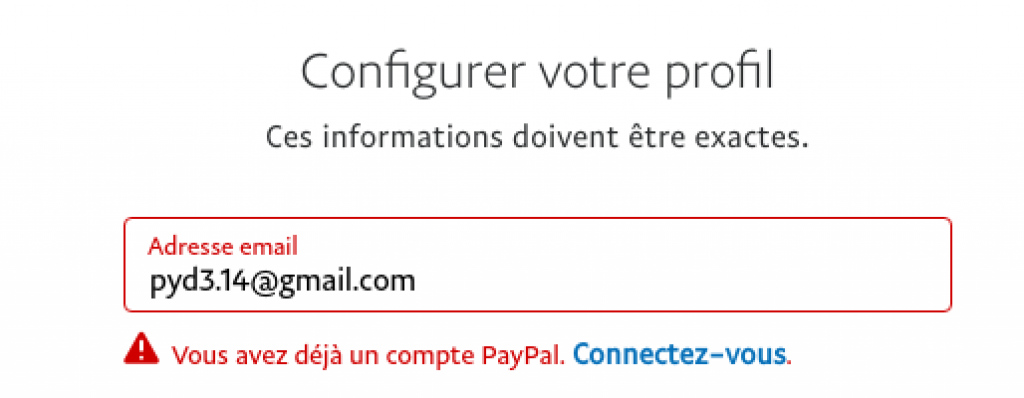 Configurer votre profil
Ces informations doivent être exactes.
Adresse email
pyd3.14@gmail.com
Vous avez déjà un compte PayPal. Connectez-vous.